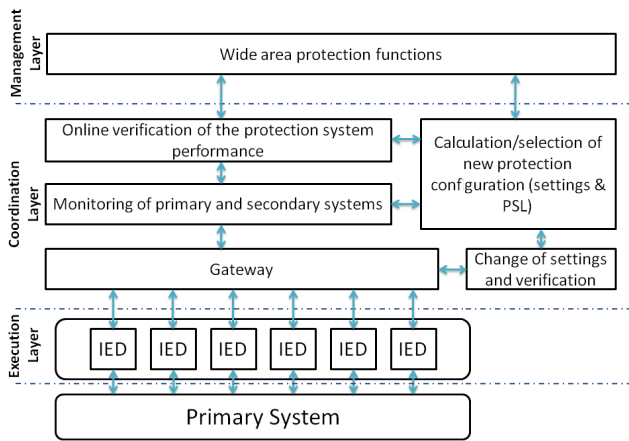 Management
Layer
Wide area protection functions
Coordination
Layer
Online verification of the protection system
performance
Calculation/selection of
new protection
configuration (settings &
PSL)
Monitoring of primary and secondary systems
Gateway
Change of settings
and verification
Execution
Layer
IED IED IED IED IED IED
Primary System